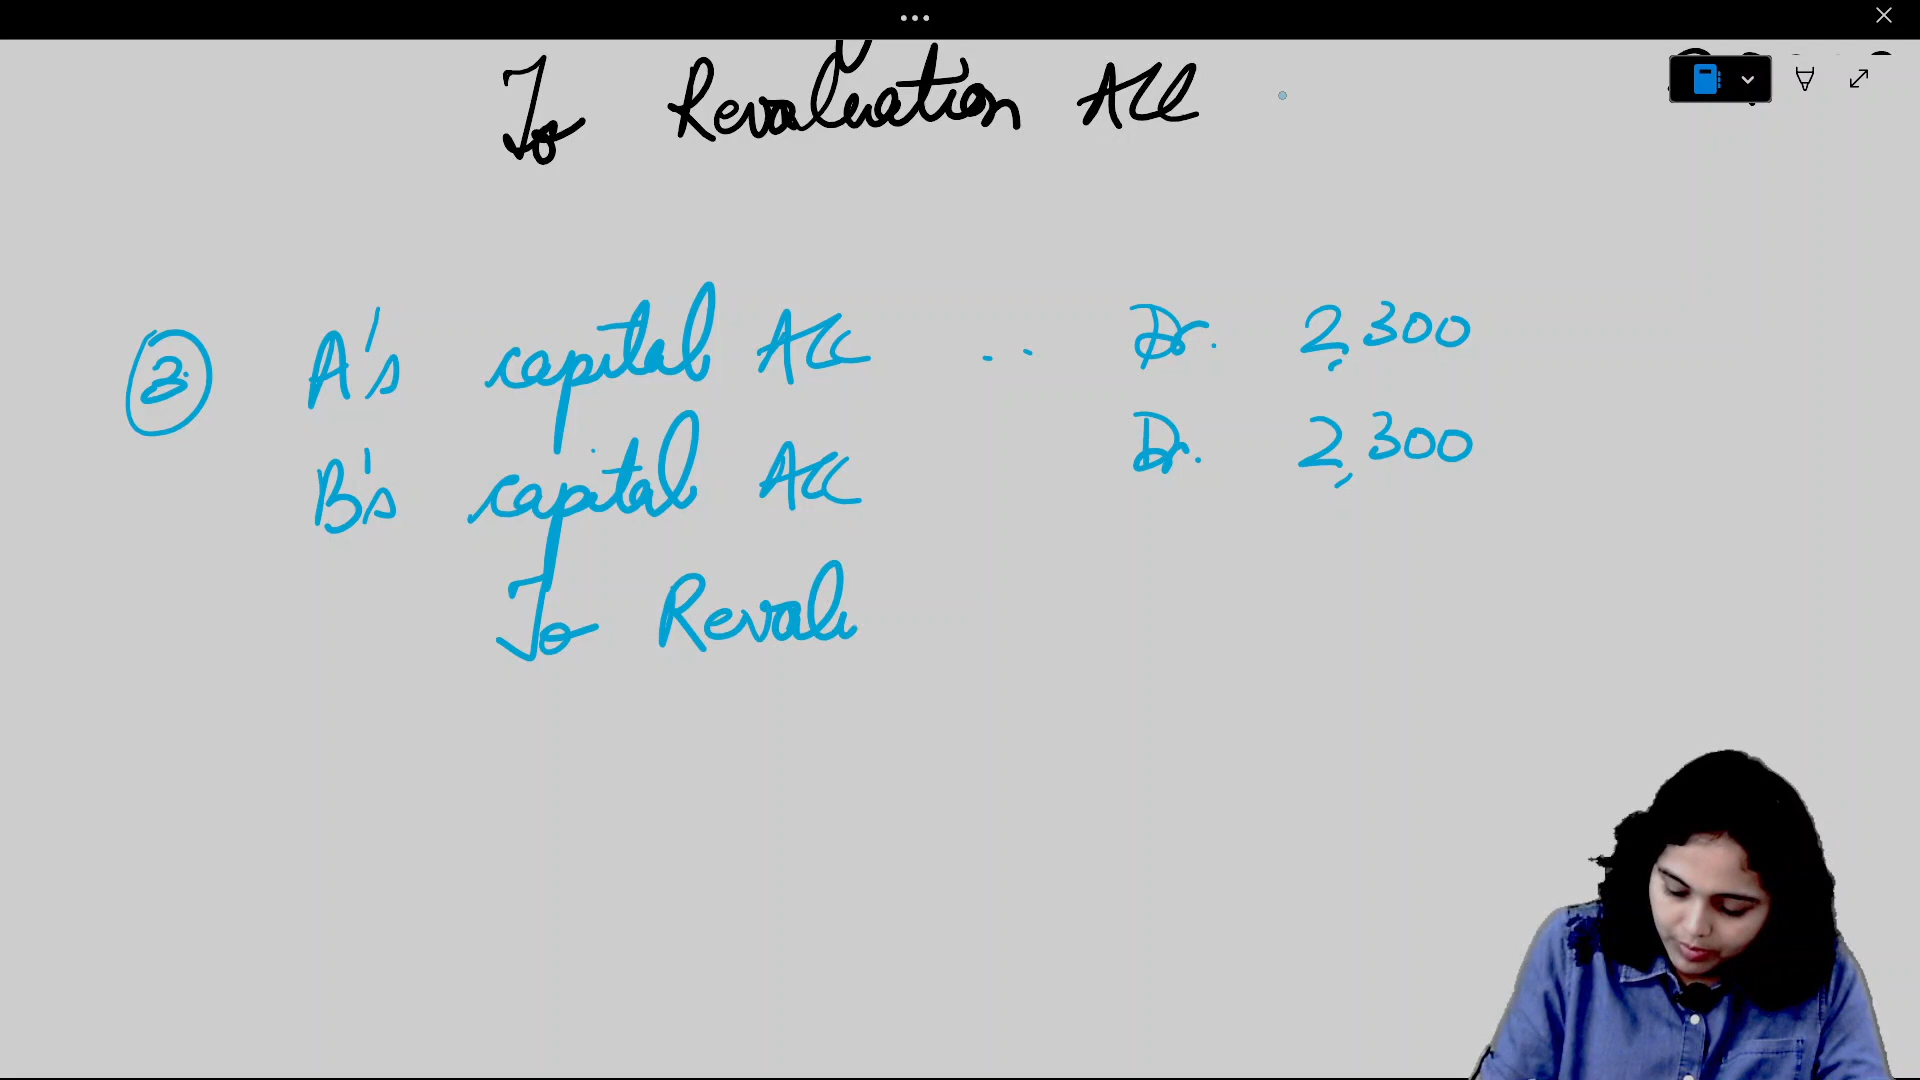 To Revaluation A/c
3. A's capital A/c .. Dr. 2,300
B's capital A/c Dr. 2,300
To Revalu